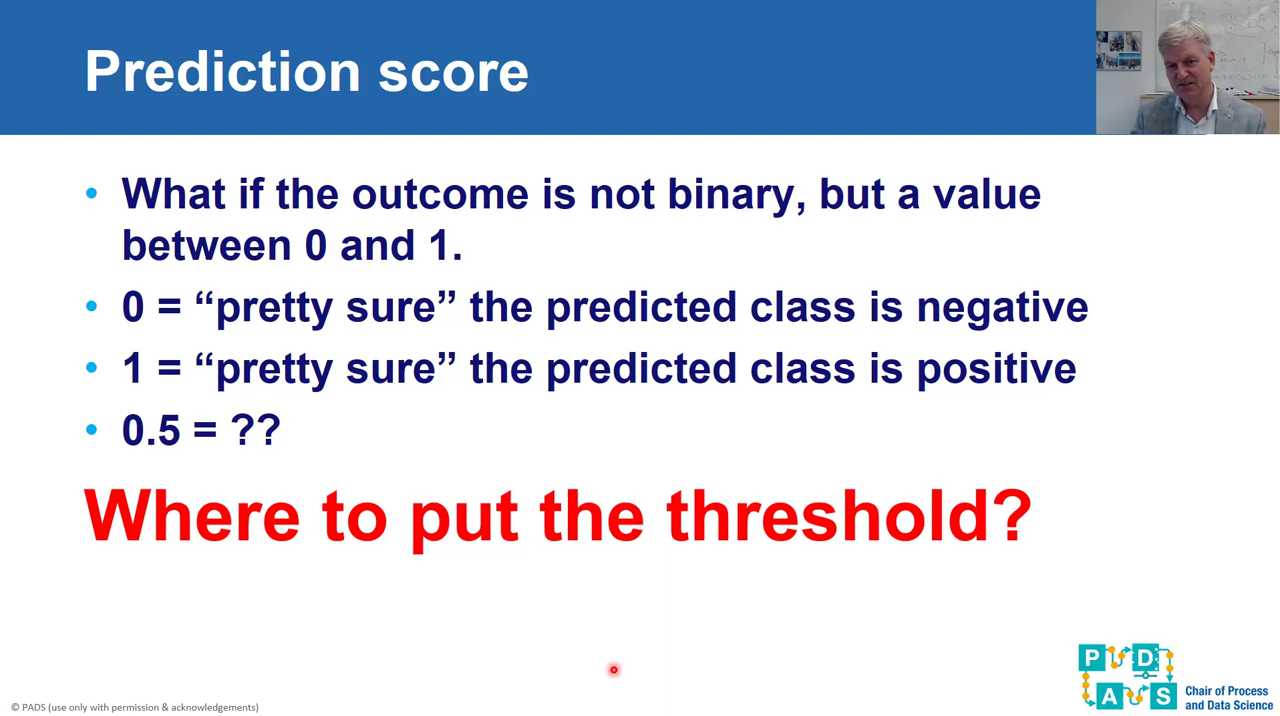 Prediction score
• What if the outcome is not binary, but a value
between 0 and 1.
• 0 = “pretty sure” the predicted class is negative
• 1 = “pretty sure” the predicted class is positive
• 0.5 = ??
Where to put the threshold?
P D
A S
Chair of Process
and Data Science
© PADS (use only with permission & acknowledgements)